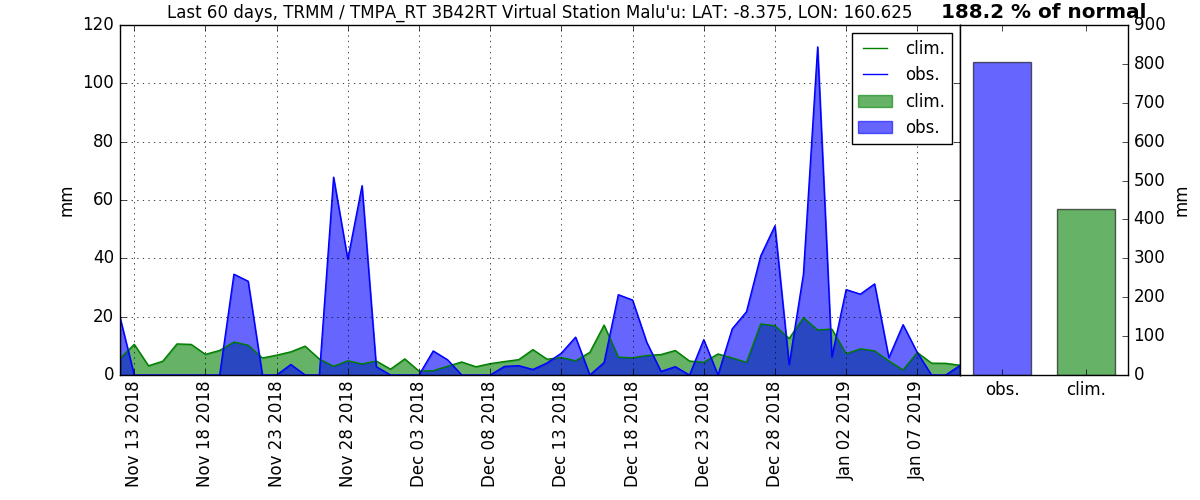 Last 60 days, TRMM / TMPA_RT 3B42RT Virtual Station Malu'u: LAT: -8.375, LON: 160.625
188.2 % of normal
mm
120
100
80
60
40
20
0
clim.
obs.
clim.
obs.
Nov 13 2018
Nov 18 2018
Nov 23 2018
Nov 28 2018
Dec 03 2018
Dec 08 2018
Dec 13 2018
Dec 18 2018
Dec 23 2018
Dec 28 2018
Jan 02 2019
Jan 07 2019
900
800
700
600
500
400
300
200
100
0
mm
obs.
clim.